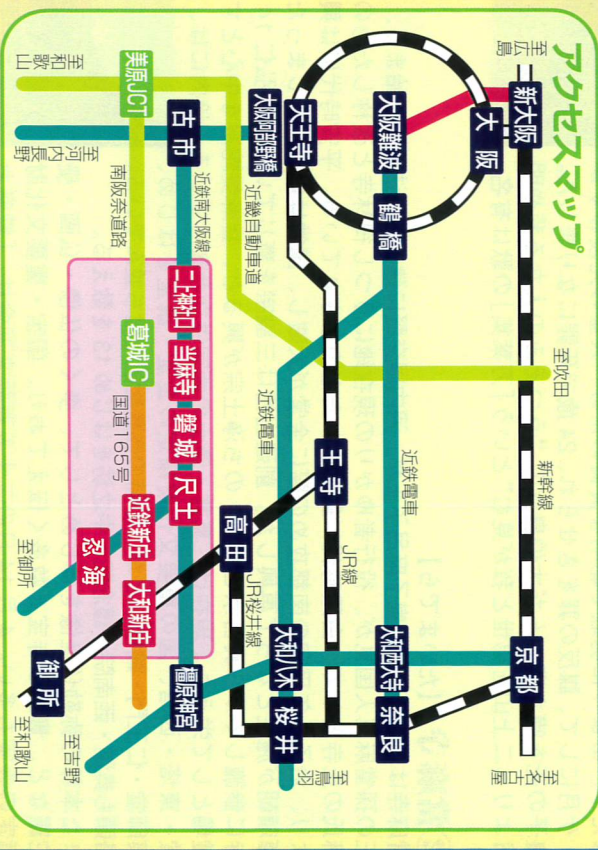 アクセスマップ
至広島
新大阪
新幹線
京都
至名古屋
大阪
至吹田
大阪難波
鶴橋
近鉄電車
大和西大寺
奈良
天王寺
王寺
JR線
大阪阿部野橋
近畿自動車道
近鉄電車
高田
JR桜井線
大和八木
桜井
至鳥羽
古市
近鉄南大阪線
二上神社口
当麻寺
磐城
尺土
橿原神宮
美原JCT
南阪奈道路
葛城IC
国道165号
近鉄新庄
大和新庄
忍海
至和歌山
至河内長野
至御所
御所
至和歌山
至吉野